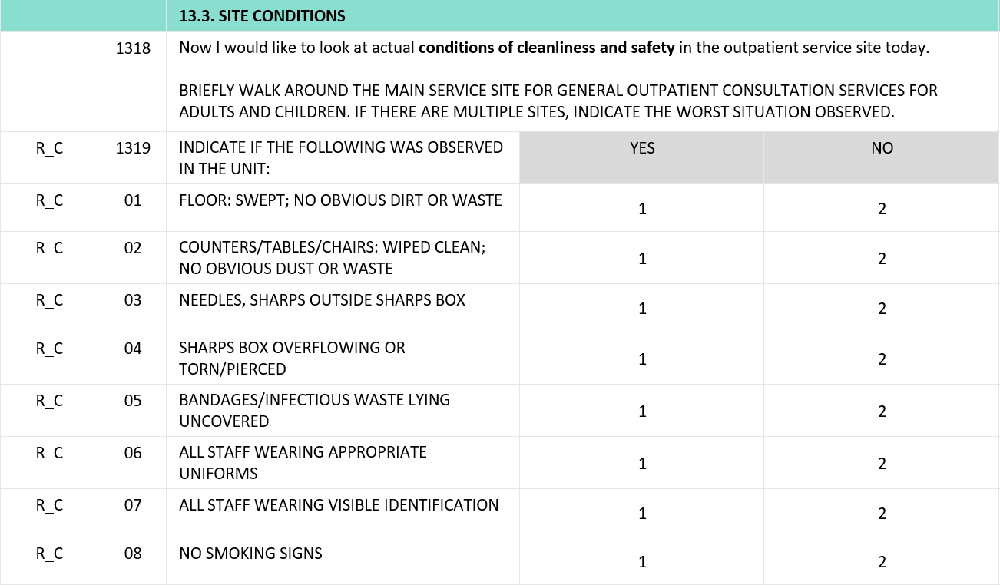 13.3. SITE CONDITIONS
1318 Now I would like to look at actual conditions of cleanliness and safety in the outpatient service site today.
BRIEFLY WALK AROUND THE MAIN SERVICE SITE FOR GENERAL OUTPATIENT CONSULTATION SERVICES FOR
ADULTS AND CHILDREN. IF THERE ARE MULTIPLE SITES, INDICATE THE WORST SITUATION OBSERVED.
R_C 1319 INDICATE IF THE FOLLOWING WAS OBSERVED YES NO
IN THE UNIT:
R_C 01 FLOOR: SWEPT; NO OBVIOUS DIRT OR WASTE 1 2
R_C 02 COUNTERS/TABLES/CHAIRS: WIPED CLEAN;
NO OBVIOUS DUST OR WASTE 1 2
R_C 03 NEEDLES, SHARPS OUTSIDE SHARPS BOX 1 2
R_C 04 SHARPS BOX OVERFLOWING OR
TORN/PIERCED 1 2
R_C 05 BANDAGES/INFECTIOUS WASTE LYING
UNCOVERED 1 2
R_C 06 ALL STAFF WEARING APPROPRIATE
UNIFORMS 1 2
R_C 07 ALL STAFF WEARING VISIBLE IDENTIFICATION 1 2
R_C 08 NO SMOKING SIGNS 1 2